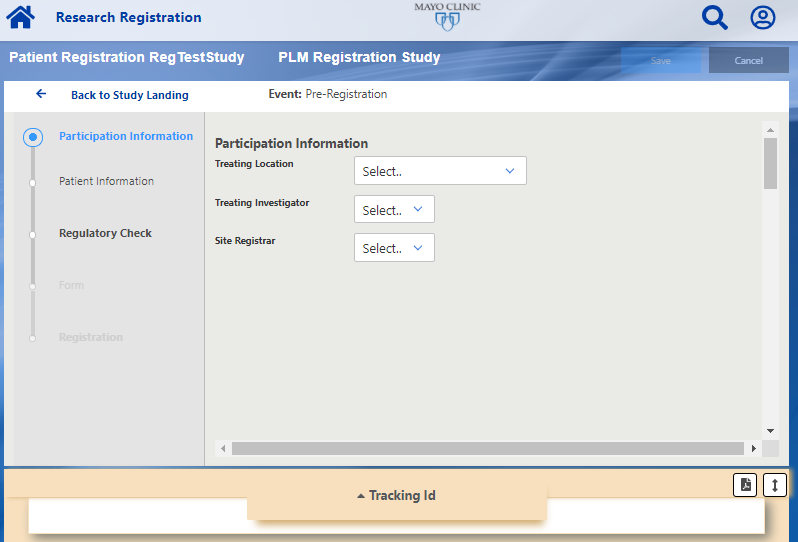 Research Registration
MAYO CLINIC
Patient Registration RegTestStudy
PLM Registration Study
Save
Cancel
Back to Study Landing
Event: Pre-Registration
Participation Information
Patient Information
Regulatory Check
Form
Registration
Participation Information
Treating Location
Select..
Treating Investigator
Select..
Site Registrar
Select..
Tracking Id